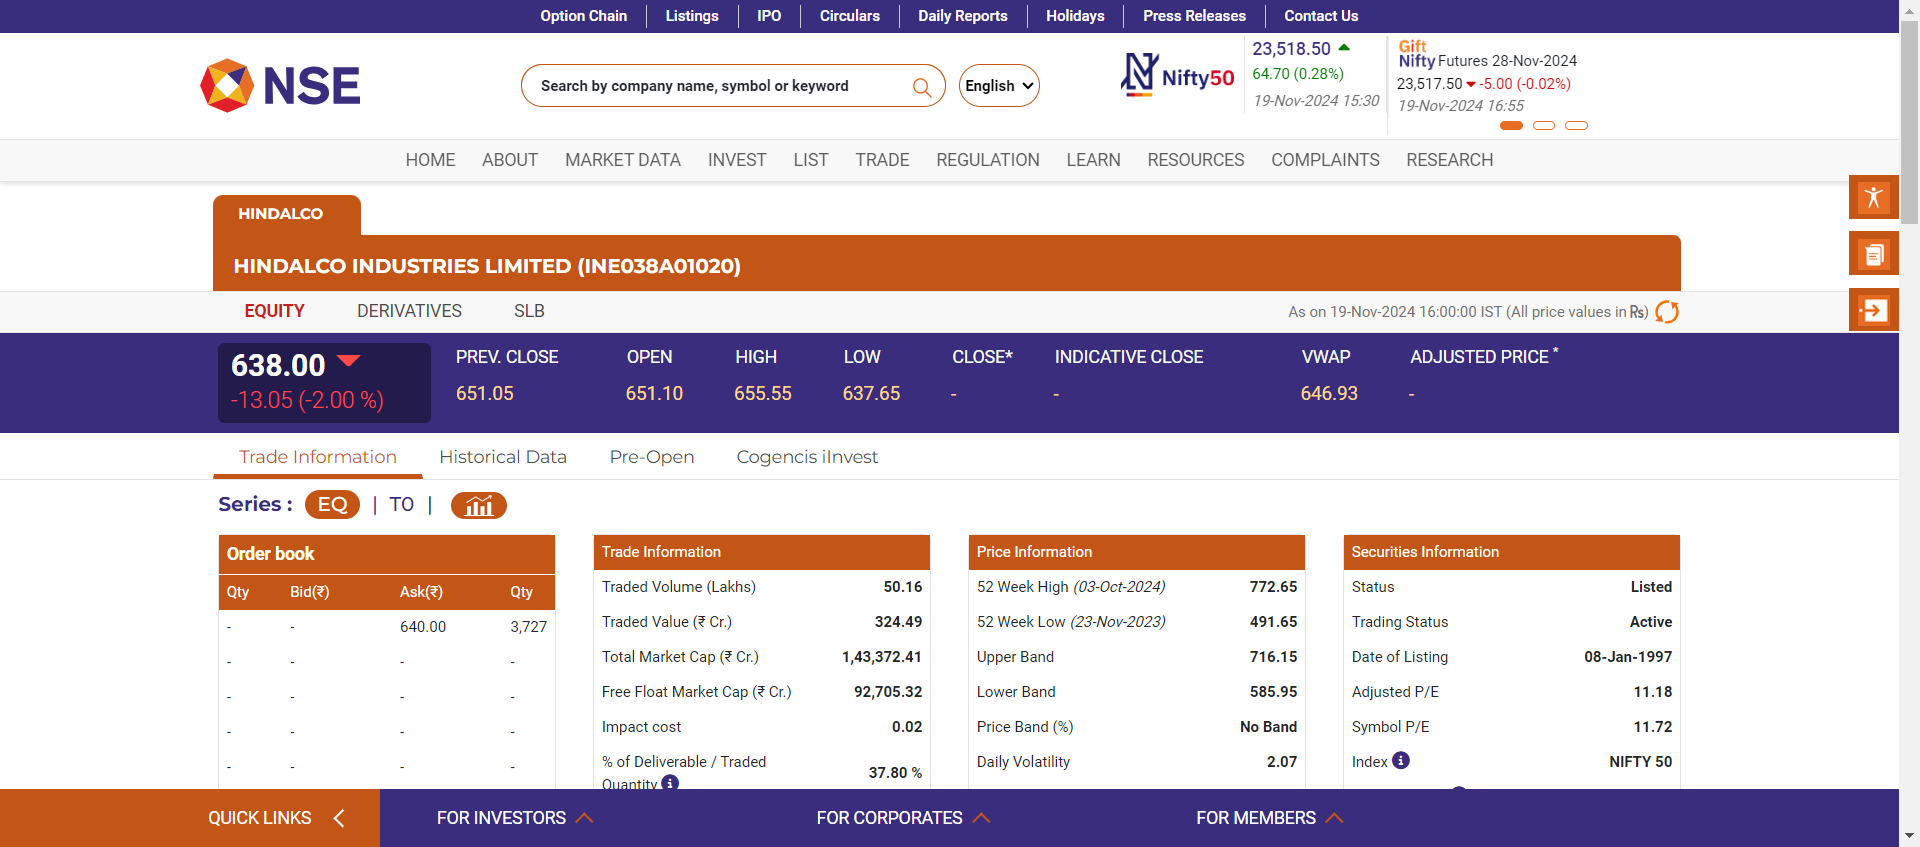 Option Chain Listings IPO Circulars Daily Reports Holidays Press Releases Contact Us
NSE
Search by company name, symbol or keyword
English
Nifty50
23,518.50
64.70 (0.28%)
19-Nov-2024 15:30
Gift
Nifty Futures 28-Nov-2024
23,517.50 -5.00 (-0.02%)
19-Nov-2024 16:55
HOME ABOUT MARKET DATA INVEST LIST TRADE REGULATION LEARN RESOURCES COMPLAINTS RESEARCH
HINDALCO
HINDALCO INDUSTRIES LIMITED (INE038A01020)
EQUITY DERIVATIVES SLB
As on 19-Nov-2024 16:00:00 IST (All price values in Rs)
638.00
-13.05 (-2.00 %)
PREV. CLOSE OPEN HIGH LOW CLOSE* INDICATIVE CLOSE VWAP ADJUSTED PRICE *
651.05 651.10 655.55 637.65 - - 646.93 -
Trade Information Historical Data Pre-Open Cogencis iInvest
Series : EQ | TO |
Order book
Qty Bid(₹) Ask(₹) Qty
- - 640.00 3,727
- - - -
- - - -
- - - -
- - - -
Trade Information
Traded Volume (Lakhs) 50.16
Traded Value (₹ Cr.) 324.49
Total Market Cap (₹ Cr.) 1,43,372.41
Free Float Market Cap (₹ Cr.) 92,705.32
Impact cost 0.02
% of Deliverable / Traded
Quantity 37.80 %
Price Information
52 Week High (03-Oct-2024) 772.65
52 Week Low (23-Nov-2023) 491.65
Upper Band 716.15
Lower Band 585.95
Price Band (%) No Band
Daily Volatility 2.07
Securities Information
Status Listed
Trading Status Active
Date of Listing 08-Jan-1997
Adjusted P/E 11.18
Symbol P/E 11.72
Index NIFTY 50
QUICK LINKS FOR INVESTORS FOR CORPORATES FOR MEMBERS